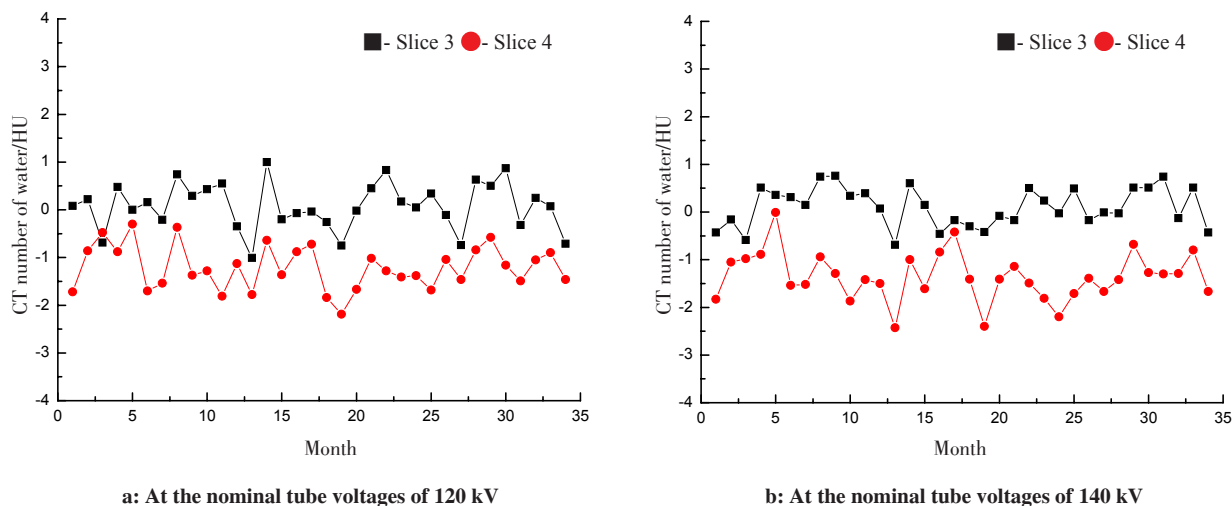 4
3
2
1
0
-1
-2
-3
-4
CT number of water/HU
- Slice 3 - Slice 4
0 5 10 15 20 25 30 35
Month
a: At the nominal tube voltages of 120 kV
4
3
2
1
0
-1
-2
-3
-4
CT number of water/HU
- Slice 3 - Slice 4
0 5 10 15 20 25 30 35
Month
b: At the nominal tube voltages of 140 kV